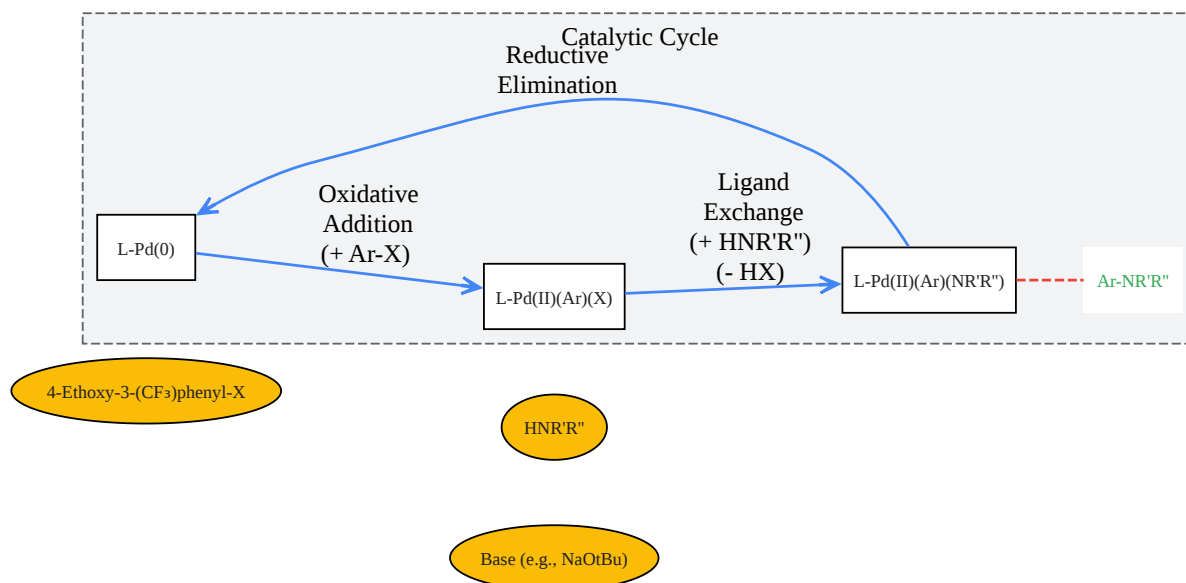 Catalytic Cycle
Reductive
Elimination
Oxidative
Addition
(+ Ar-X)
Ligand
Exchange
(+ HNR'R")
(- HX)
L-Pd(0)
L-Pd(II)(Ar)(X)
L-Pd(II)(Ar)(NR'R")
Ar-NR'R"
4-Ethoxy-3-(CF₃)phenyl-X
HNR'R"
Base (e.g., NaOtBu)